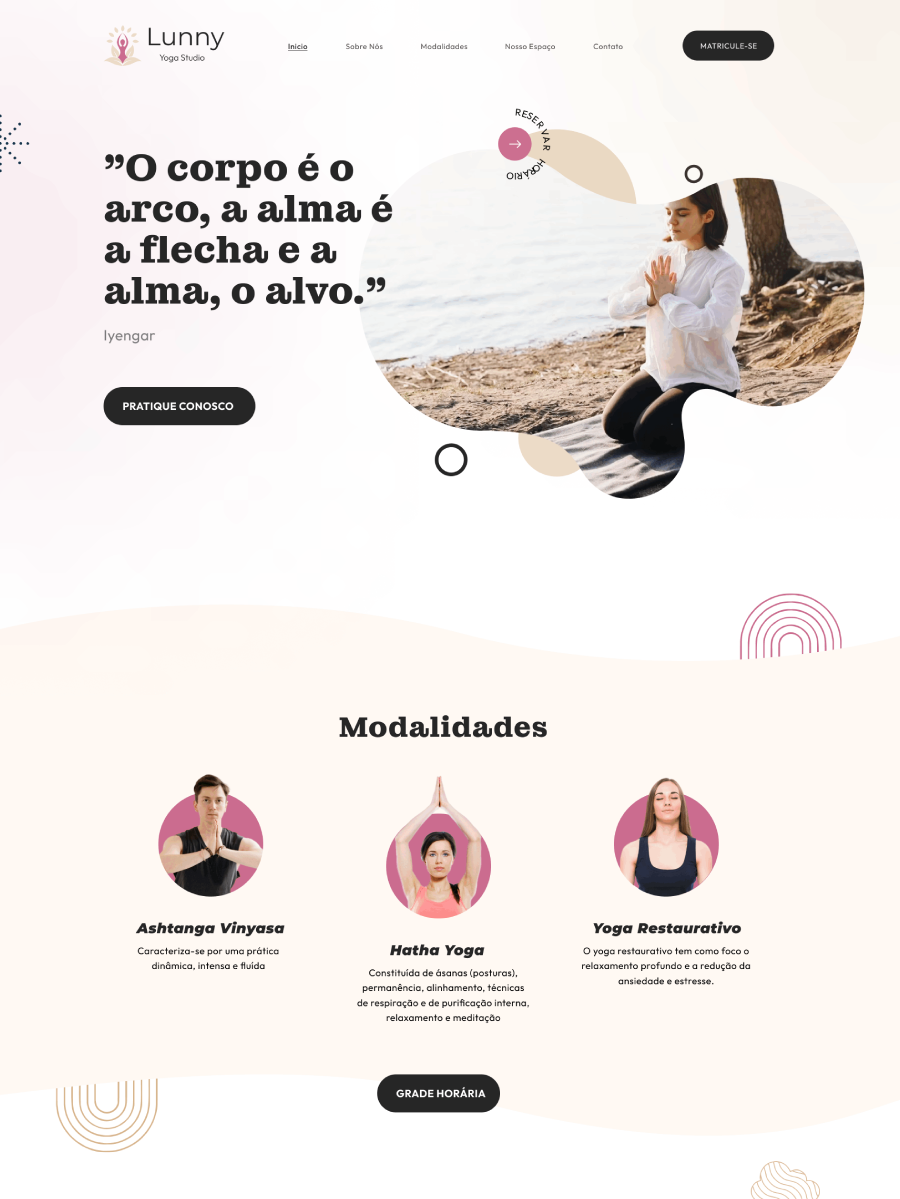 Lunny
Yoga Studio
Inicio
Sobre Nós
Modalidades
Nosso Espaço
Contato
MATRICULE-SE
RESERVAR HORÁRIO
”O corpo é o
arco, a alma é
a flecha e a
alma, o alvo.”
Iyengar
PRATIQUE CONOSCO
Modalidades
Ashtanga Vinyasa
Caracteriza-se por uma prática
dinâmica, intensa e fluída
Hatha Yoga
Constituída de ásanas (posturas),
permanência, alinhamento, técnicas
de respiração e de purificação interna,
relaxamento e meditação
Yoga Restaurativo
O yoga restaurativo tem como foco o
relaxamento profundo e a redução da
ansiedade e estresse.
GRADE HORÁRIA